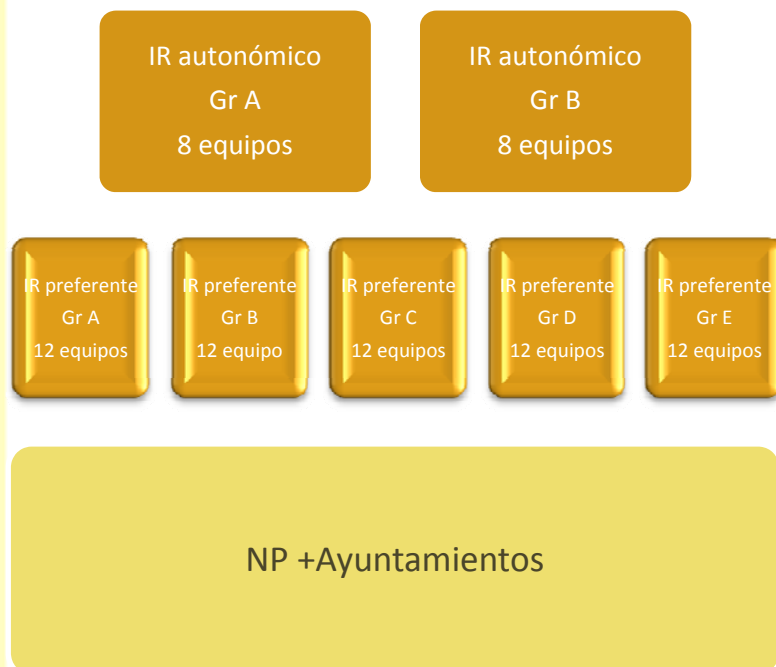 IR autonómico
Gr A
8 equipos
IR autonómico
Gr B
8 equipos
IR preferente
Gr A
12 equipos
IR preferente
Gr B
12 equipo
IR preferente
Gr C
12 equipos
IR preferente
Gr D
12 equipos
IR preferente
Gr E
12 equipos
NP +Ayuntamientos